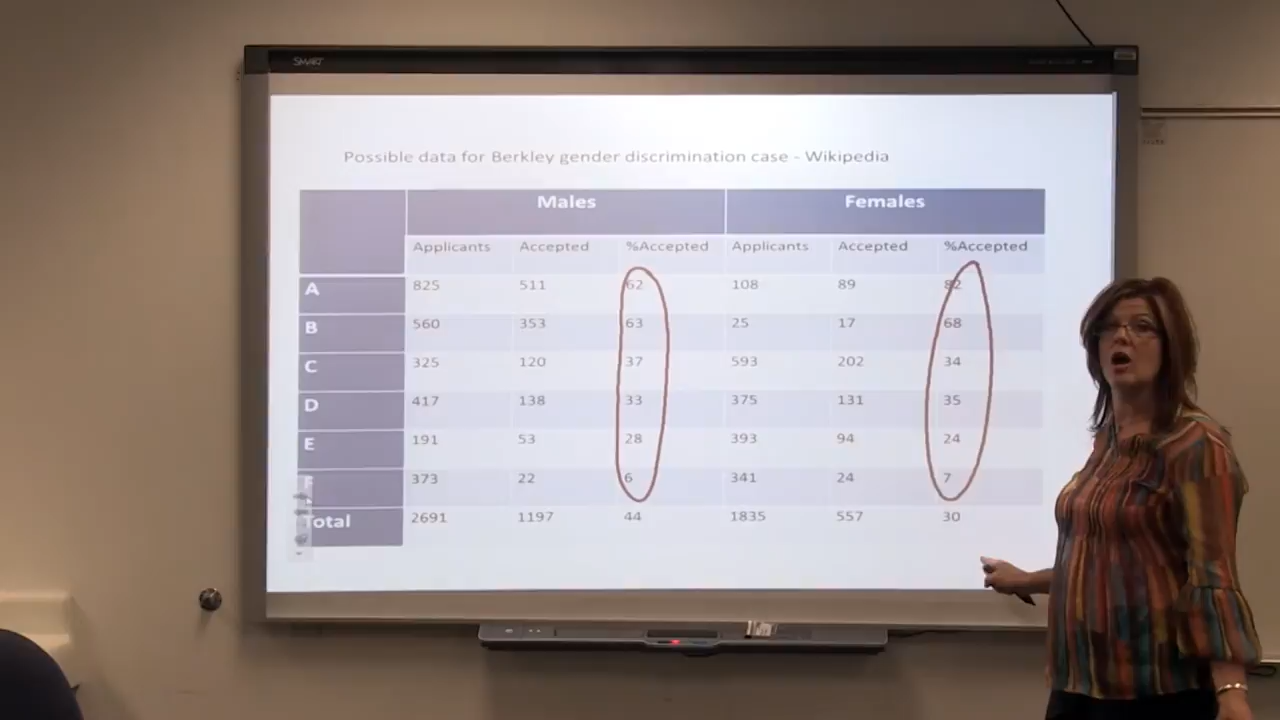 SMART
Possible data for Berkley gender discrimination case - Wikipedia
Males Females
Applicants Accepted %Accepted Applicants Accepted %Accepted
A 825 511 62 108 89 82
B 560 353 63 25 17 68
C 325 120 37 593 202 34
D 417 138 33 375 131 35
E 191 53 28 393 94 24
F 373 22 6 341 24 7
Total 2691 1197 44 1835 557 30